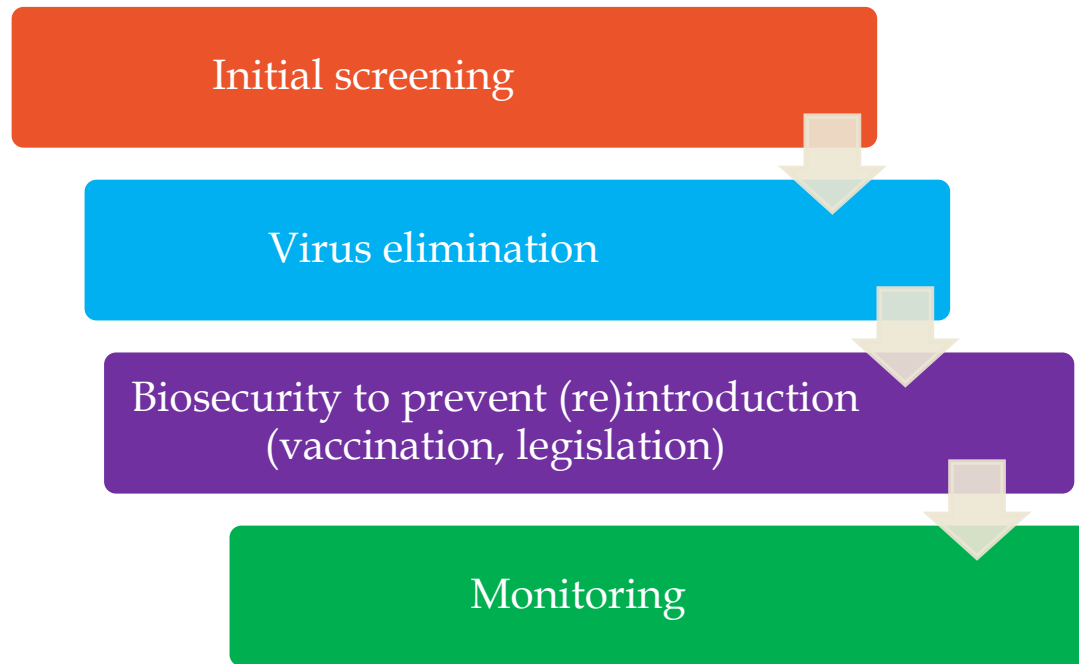 Initial screening
Virus elimination
Biosecurity to prevent (re)introduction
(vaccination, legislation)
Monitoring